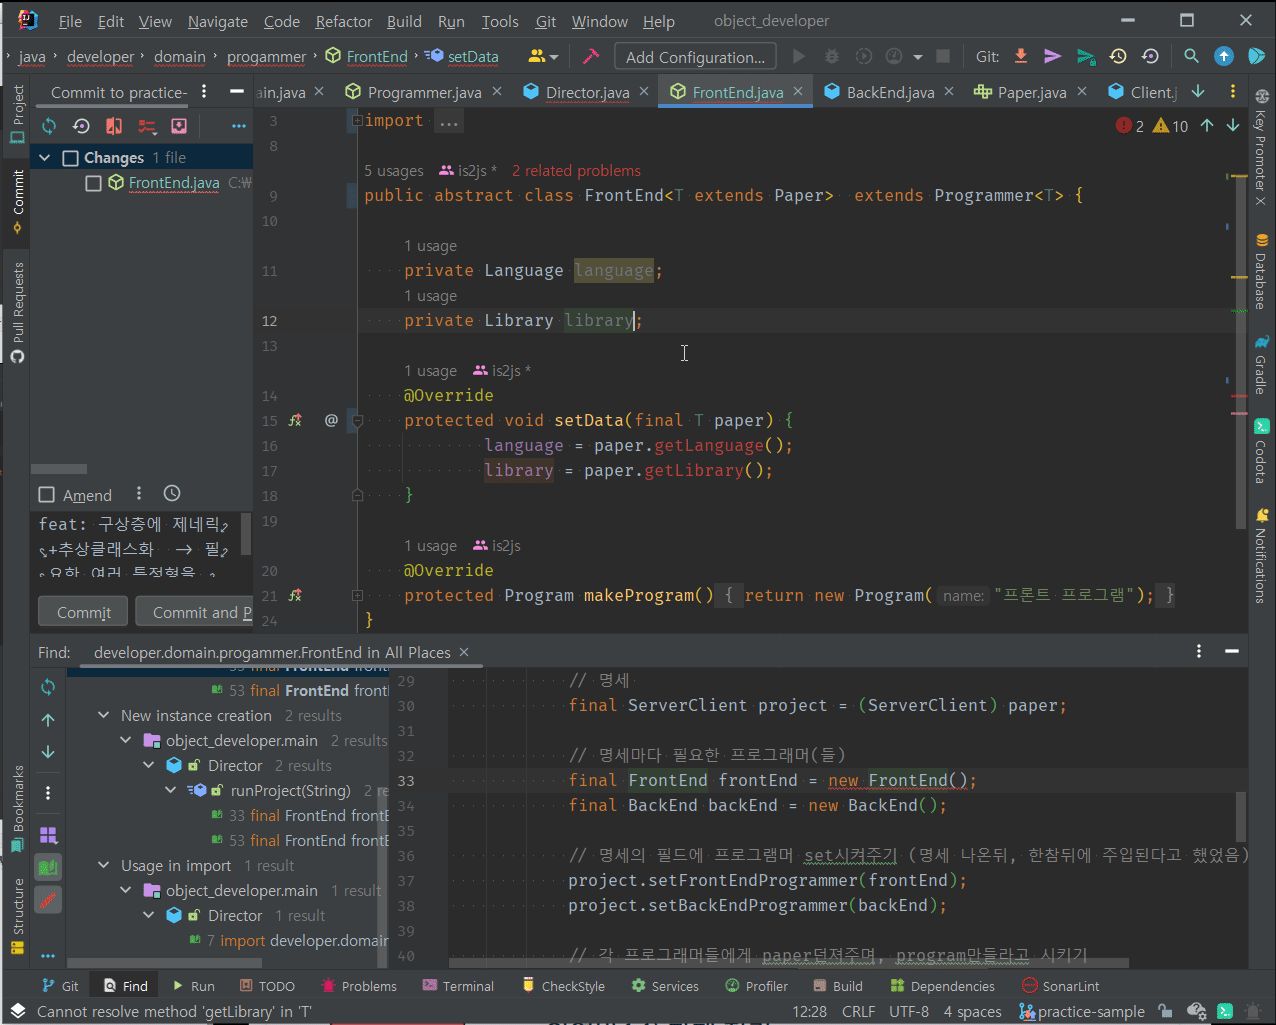 File Edit View Navigate Code Refactor Build Run Tools Git Window Help object_developer
java developer domain progammer FrontEnd setData Add Configuration... Git:
Project
Commit
Pull Requests
Bookmarks
Structure
Commit to practice-
Changes 1 file
FrontEnd.java C:₩
Amend
feat: 구상층에 제네릭
+추상클래스화 → 필
요한 여러 특정형을
Commit Commit and P
ain.java Programmer.java Director.java FrontEnd.java BackEnd.java Paper.java Client.j
2 10
3 import ...
8
5 usages is2js * 2 related problems
9 public abstract class FrontEnd<T extends Paper> extends Programmer<T> {
10
1 usage
11 private Language language;
1 usage
12 private Library library;
13
1 usage is2js *
14 @Override
15 @ protected void setData(final T paper) {
16 language = paper.getLanguage();
17 library = paper.getLibrary();
18 }
19
1 usage is2js
20 @Override
21 protected Program makeProgram() { return new Program( name: "프론트 프로그램"); }
24 }
Key Promoter X
Database
Gradle
Codota
Notifications
Find: developer.domain.progammer.FrontEnd in All Places
53 final FrontEnd front
53 final FrontEnd front
New instance creation 2 results
object_developer.main 2 results
Director 2 results
runProject(String) 2 re
33 final FrontEnd frontE
53 final FrontEnd frontE
Usage in import 1 result
object_developer.main 1 result
Director 1 result
7 import developer.domain
29 // 명세
30 final ServerClient project = (ServerClient) paper;
31
32 // 명세마다 필요한 프로그래머(들)
33 final FrontEnd frontEnd = new FrontEnd();
34 final BackEnd backEnd = new BackEnd();
35
36 // 명세의 필드에 프로그램머 set시켜주기 (명세 나온뒤, 한참뒤에 주입된다고 했었음)
37 project.setFrontEndProgrammer(frontEnd);
38 project.setBackEndProgrammer(backEnd);
39
40 // 각 프로그래머들에게 paper던져주며, program만들라고 시키기
Git Find Run TODO Problems Terminal CheckStyle Services Profiler Build Dependencies SonarLint
Cannot resolve method 'getLibrary' in 'T' 12:28 CRLF UTF-8 4 spaces practice-sample